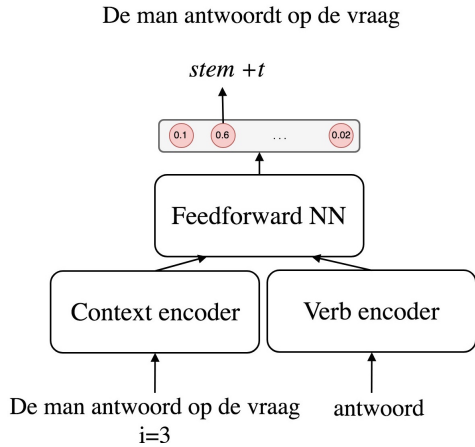 De man antwoordt op de vraag
stem +t
0.1 0.6 ... 0.02
Feedforward NN
Context encoder Verb encoder
De man antwoord op de vraag antwoord
i=3